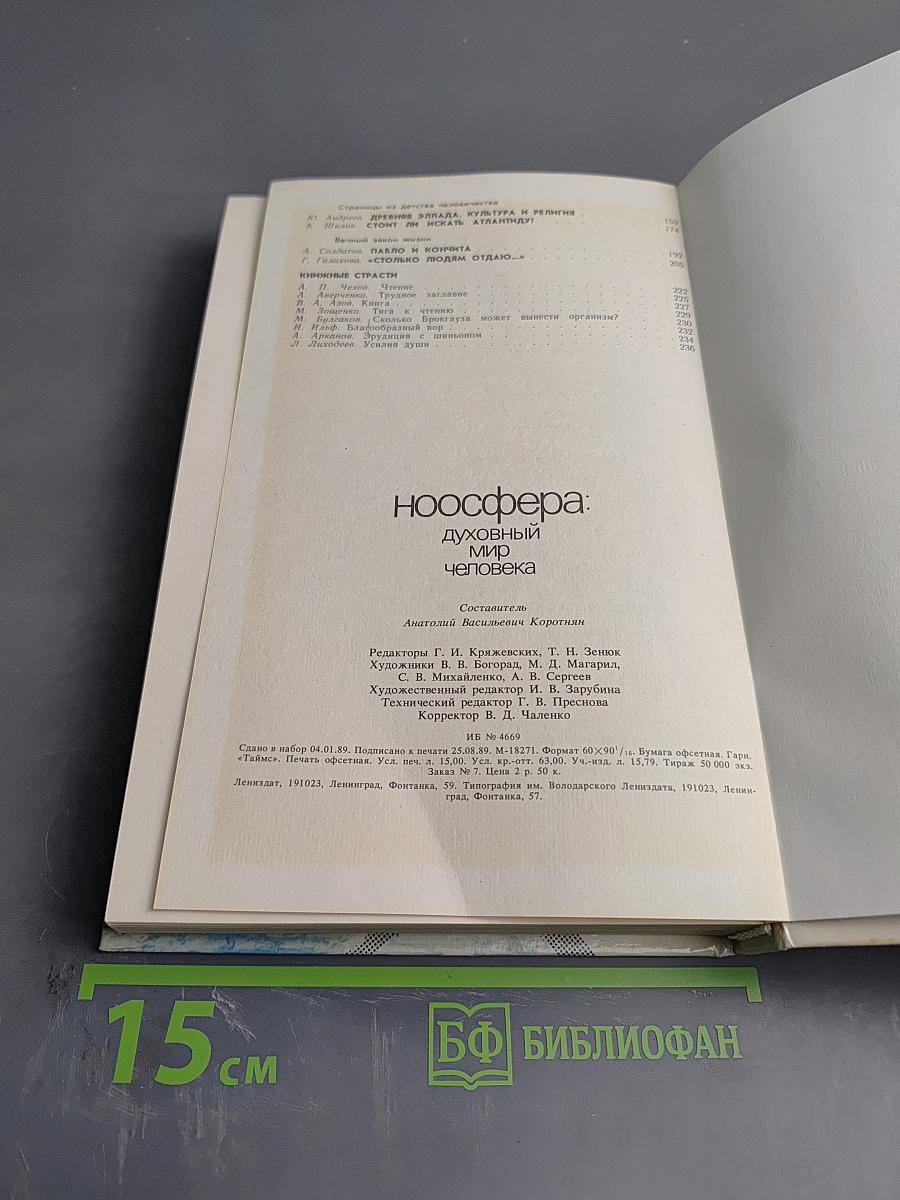 Страницы из детства человечества
Ю. Андреев. ДРЕВНЯЯ ЭЛЛАДА. КУЛЬТУРА И РЕЛИГИЯ . . . . 159
К. Шилик. СТОИТ ЛИ ИСКАТЬ АТЛАНТИДУ? . . . . 174
Вечный закон жизни
А. Солдатов. ПАБЛО И КОНЧИТА . . . . 192
Г. Галахова. «СТОЛЬКО ЛЮДЯМ ОТДАЮ...» . . . . 205
КНИЖНЫЕ СТРАСТИ
А. П. Чехов. Чтение . . . . 222
А. Аверченко. Трудное заглавие . . . . 225
В. А. Азов. Книга . . . . 227
М. Зощенко. Тяга к чтению . . . . 229
М. Булгаков. Сколько Брокгауза может вынести организм? . . . . 230
И. Ильф. Благообразный вор . . . . 232
А. Арканов. Эрудиция с шиньоном . . . . 234
Л. Лиходеев. Усилия души . . . . 236
НООСФЕРА:
ДУХОВНЫЙ
МИР
ЧЕЛОВЕКА
Составитель
Анатолий Васильевич Коротнян
Редакторы Г. И. Кряжевских, Т. Н. Зенюк
Художники В. В. Богорад, М. Д. Магарил,
С. В. Михайленко, А. В. Сергеев
Художественный редактор И. В. Зарубина
Технический редактор Г. В. Преснова
Корректор В. Д. Чаленко
ИБ № 4669
Сдано в набор 04.01.89. Подписано к печати 25.08.89. М-18271. Формат 60×90¹/₁₆. Бумага офсетная. Гарн.
«Таймс». Печать офсетная. Усл. печ. л. 15,00. Усл. кр.-отт. 63,00. Уч.-изд. л. 15,79. Тираж 50 000 экз.
Заказ № 7. Цена 2 р. 50 к.
Лениздат, 191023, Ленинград, Фонтанка, 59. Типография им. Володарского Лениздата, 191023, Ленин-
град, Фонтанка, 57.
15 см
БФ БИБЛИОФАН